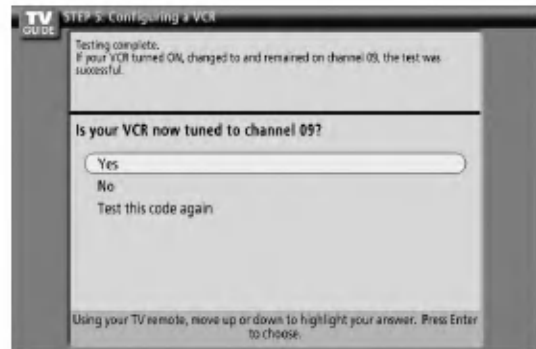 TV
GUIDE
STEP 5: Configuring a VCR
Testing complete.
If your VCR turned ON, changed to and remained on channel 09, the test was
successful.
Is your VCR now tuned to channel 09?
Yes
No
Test this code again
Using your TV remote, move up or down to highlight your answer. Press Enter
to choose.